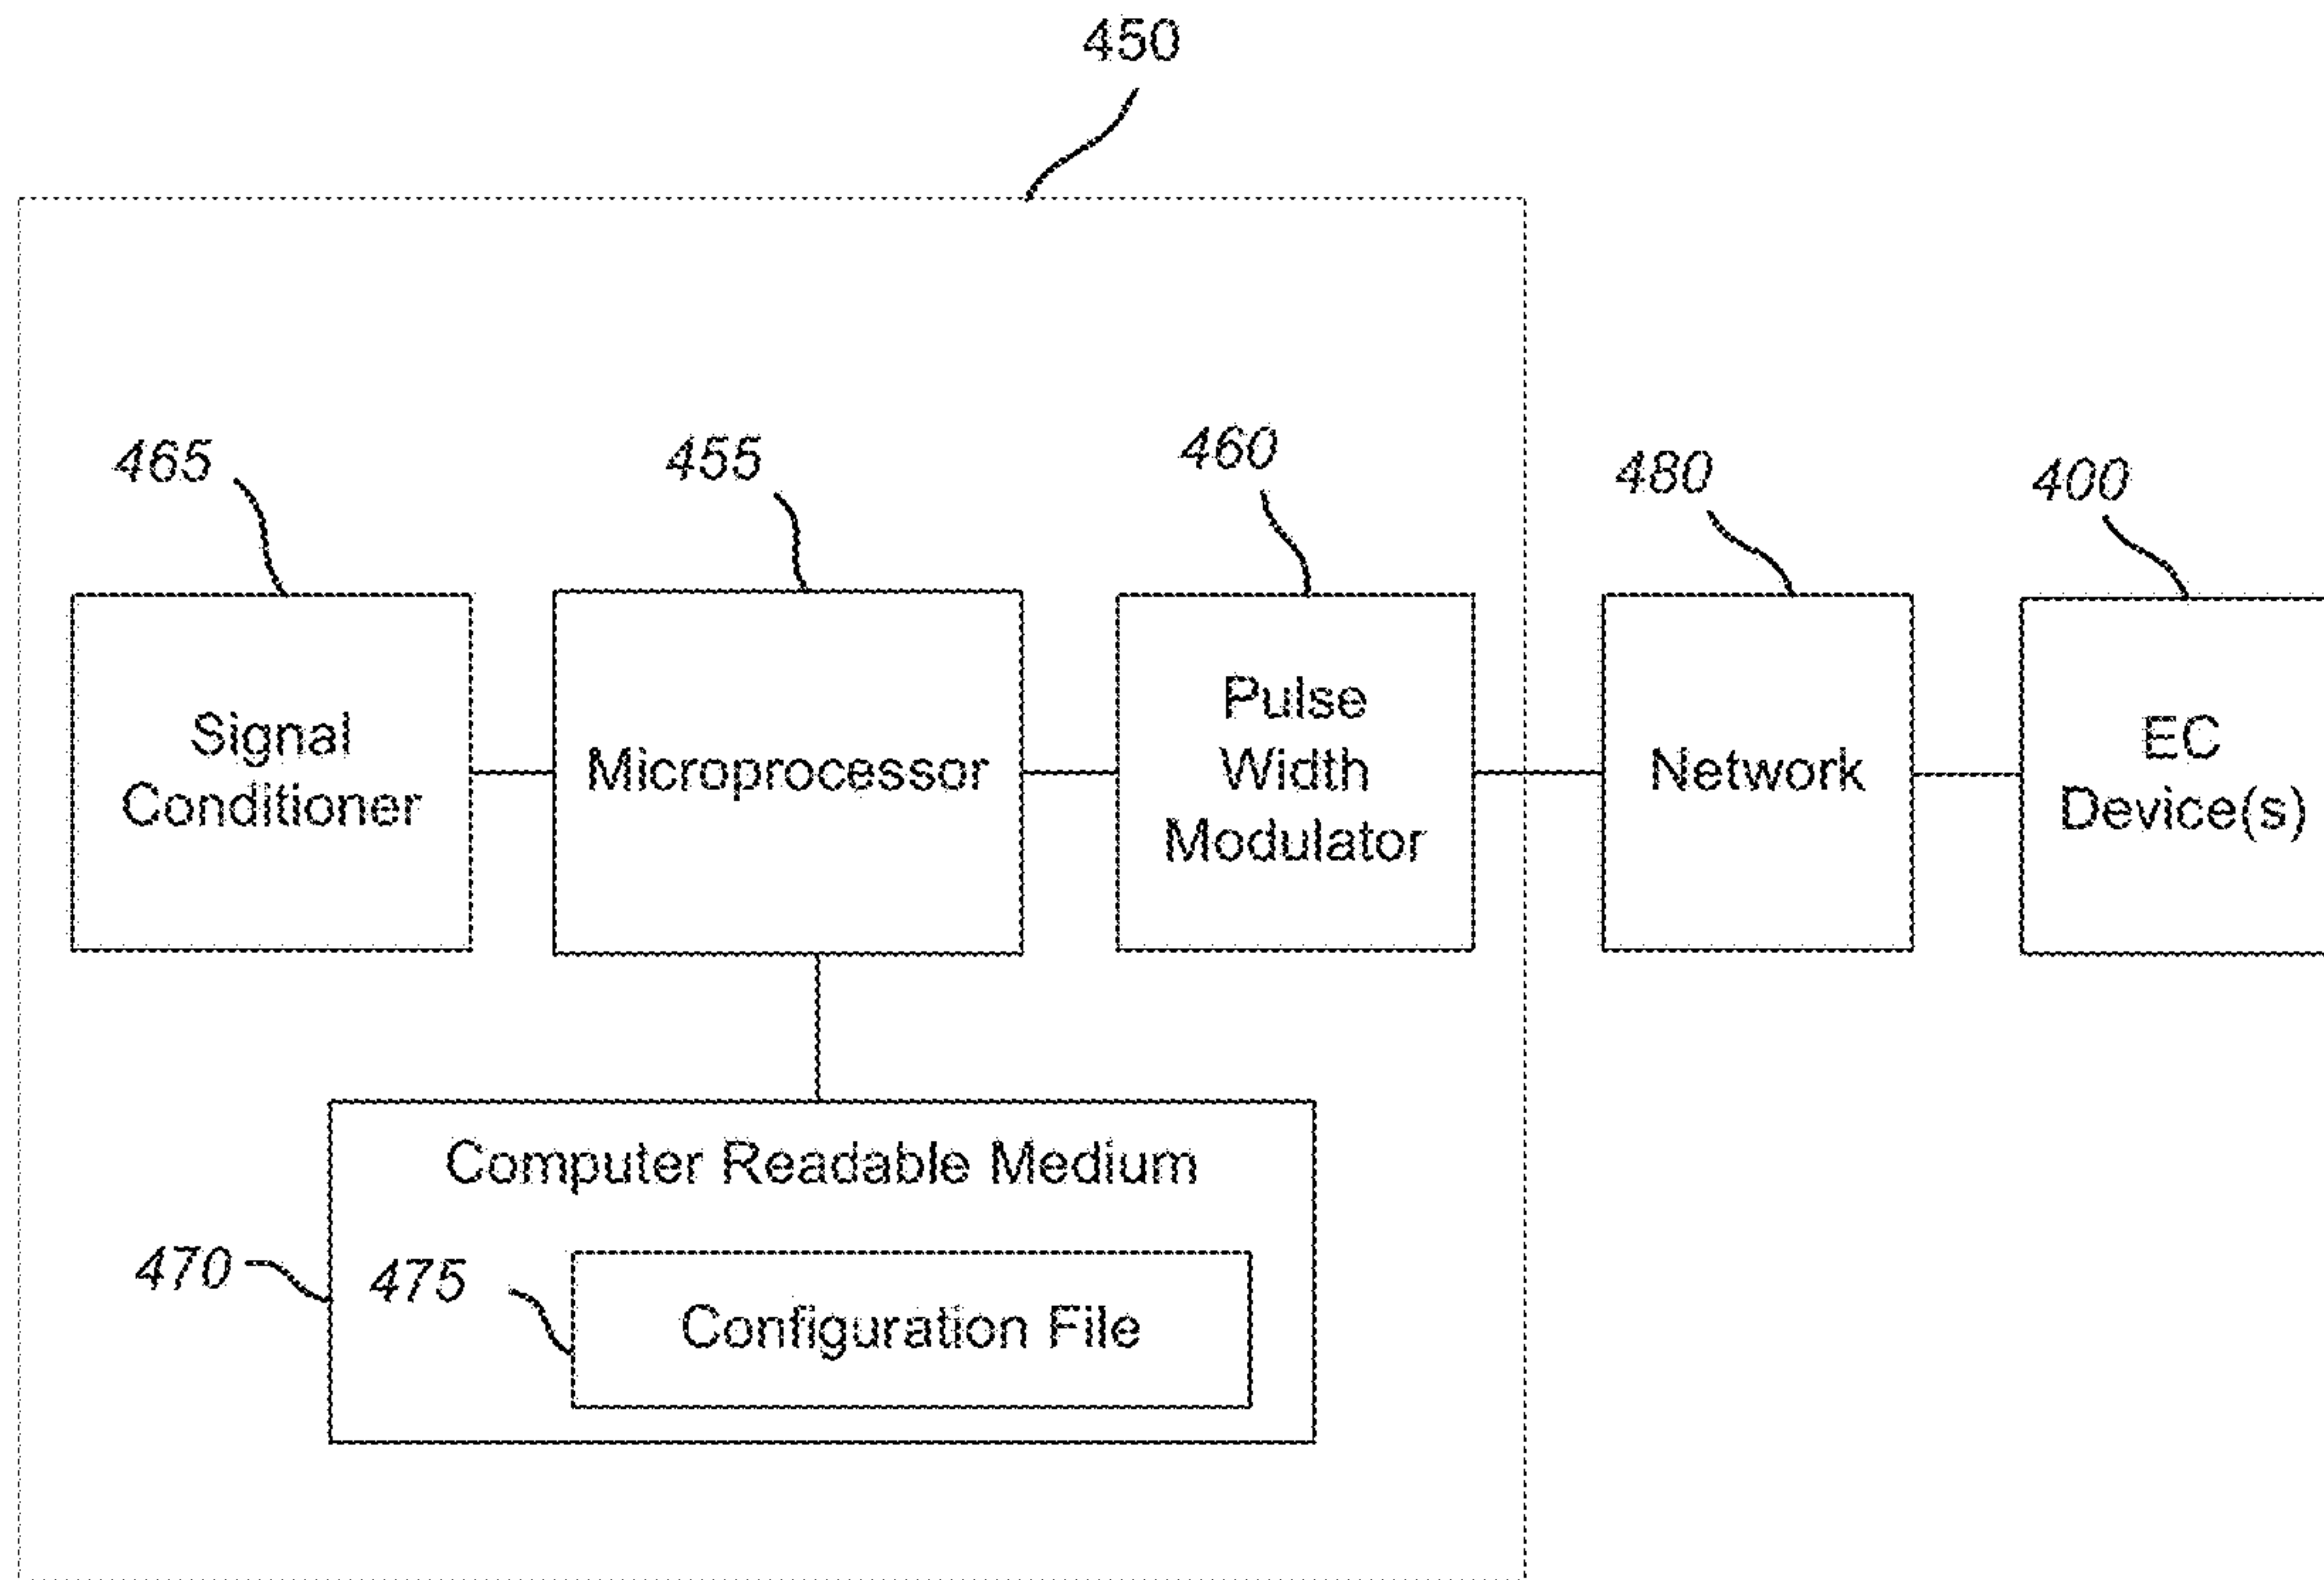 450
465
455
460
480
400
Signal
Conditioner
Microprocessor
Pulse
Width
Modulator
Network
EC
Device(s)
Computer Readable Medium
470
475
Configuration File